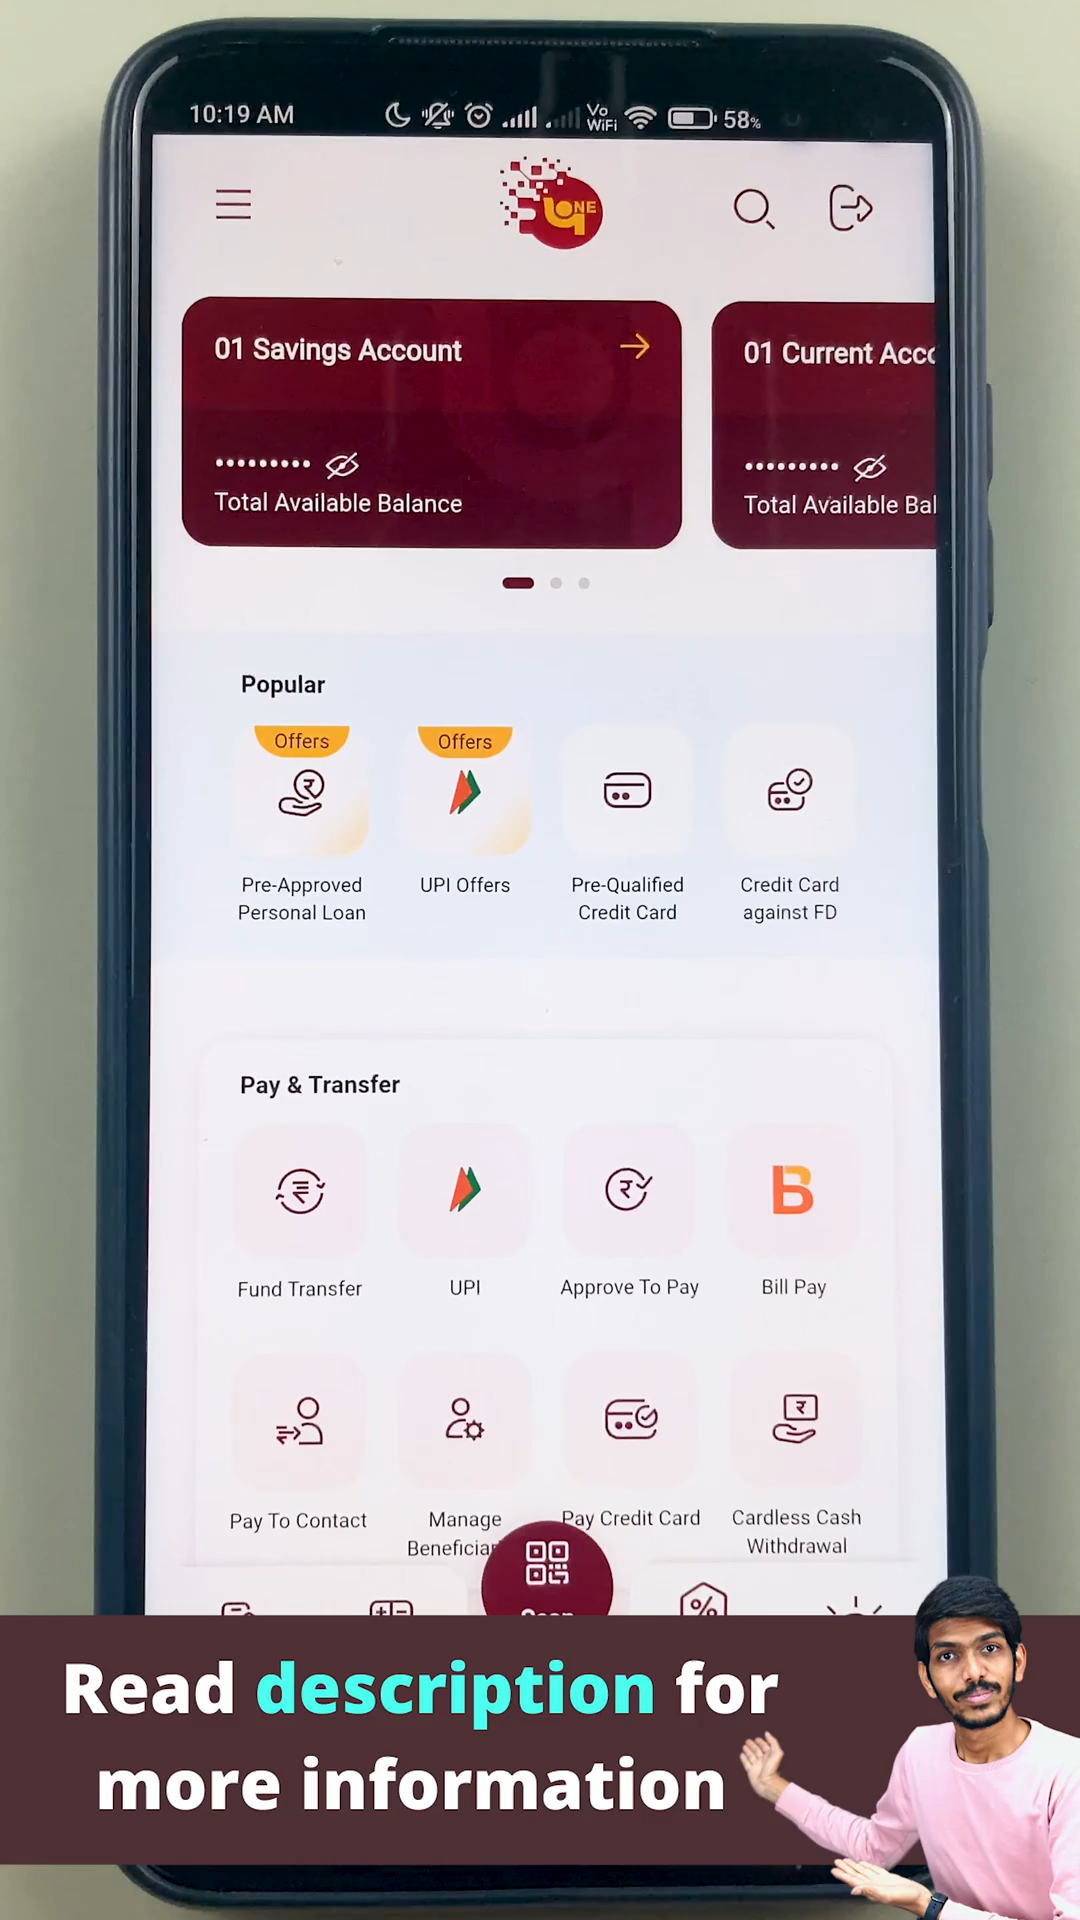 10:19 AM
Vo
WiFi
58%
ONE
01 Savings Account
01 Current Acco
Total Available Balance
Total Available Bal
Popular
Offers
Offers
Pre-Approved
Personal Loan
UPI Offers
Pre-Qualified
Credit Card
Credit Card
against FD
Pay & Transfer
Fund Transfer
UPI
Approve To Pay
Bill Pay
Pay To Contact
Manage
Beneficiar
Pay Credit Card
Cardless Cash
Withdrawal
Scan
Read description for
more information